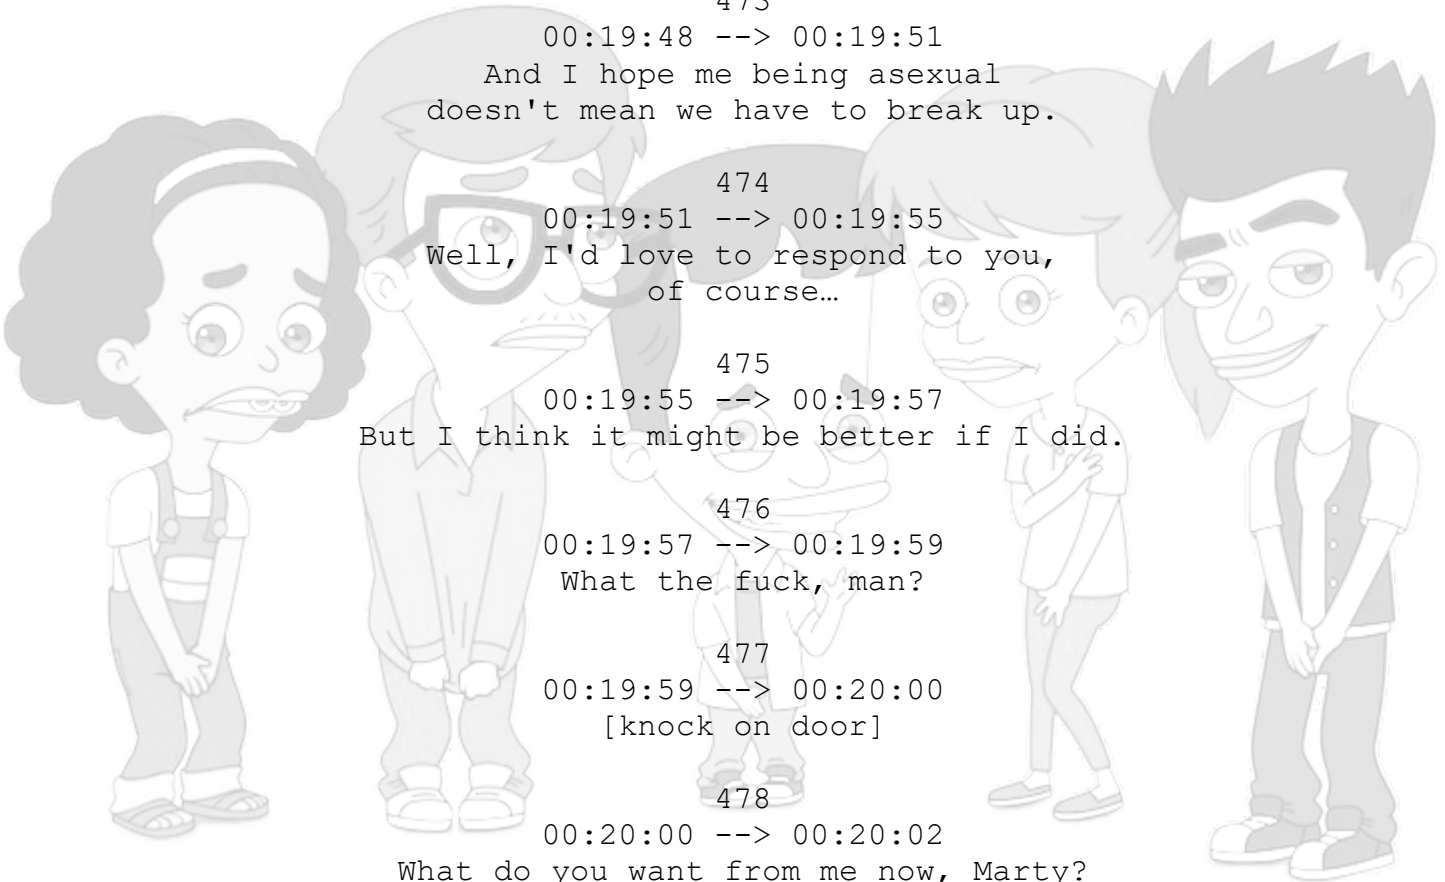 473
00:19:48 --> 00:19:51
And I hope me being asexual
doesn't mean we have to break up.
474
00:19:51 --> 00:19:55
Well, I'd love to respond to you,
of course…
475
00:19:55 --> 00:19:57
But I think it might be better if I did.
476
00:19:57 --> 00:19:59
What the fuck, man?
477
00:19:59 --> 00:20:00
[knock on door]
478
00:20:00 --> 00:20:02
What do you want from me now, Marty?